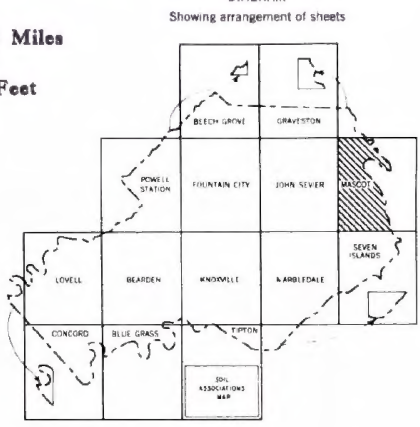 Showing arrangement of sheets
Miles
Feet
BEECH GROVE
GRAVESTON
POWELL
STATION
FOUNTAIN CITY
JOHN SEVIER
MASCOT
SEVEN
ISLANDS
LOVELL
BEARDEN
KNOXVILLE
MARBLEDALE
CONCORD
BLUE GRASS
TIPTON
SOIL
ASSOCIATIONS
MAP